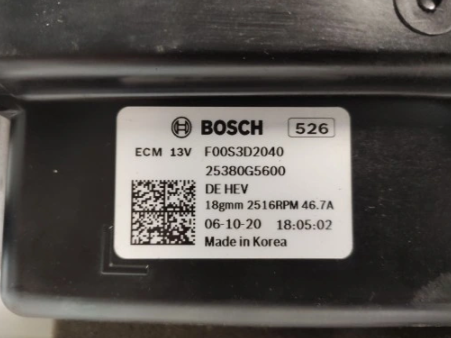 BOSCH 526
ECM 13V F00S3D2040
25380G5600
DE HEV
18gmm 2516RPM 46.7A
06-10-20 18:05:02
Made in Korea